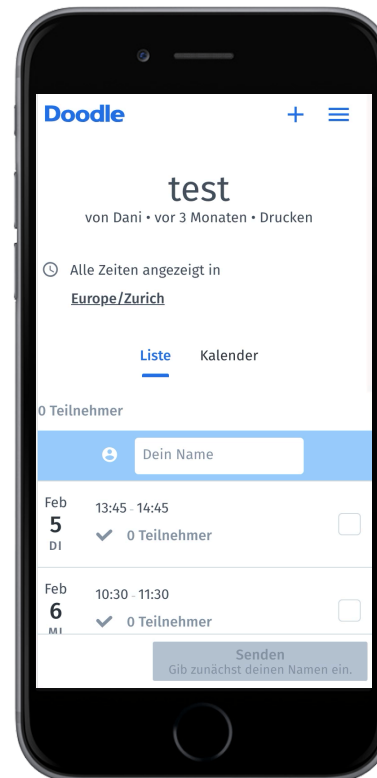 Doodle
test
von Dani • vor 3 Monaten • Drucken
Alle Zeiten angezeigt in
Europe/Zurich
Liste Kalender
0 Teilnehmer
Dein Name
Feb
5
DI
13:45 - 14:45
0 Teilnehmer
Feb
6
MI
10:30 - 11:30
0 Teilnehmer
Senden
Gib zunächst deinen Namen ein.